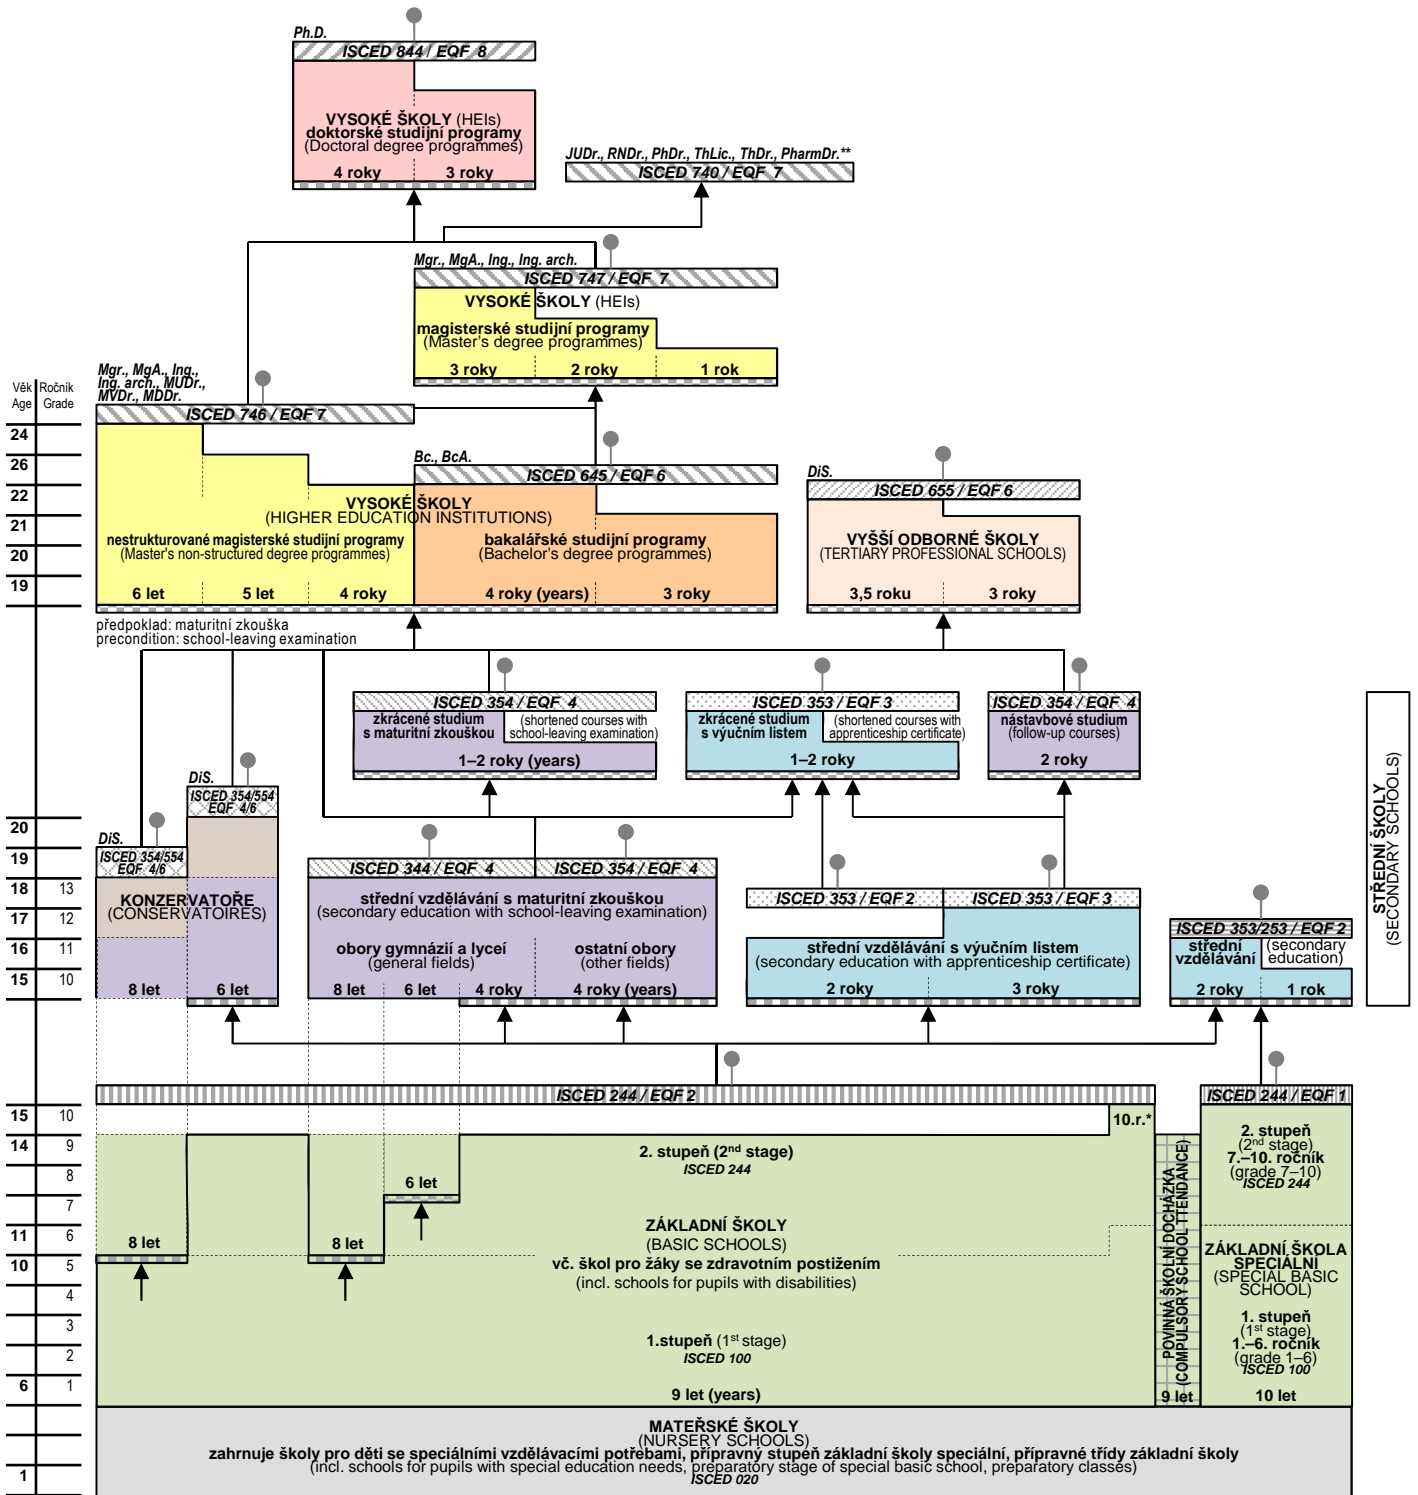 Ph.D.
ISCED 844 / EQF 8
VYSOKÉ ŠKOLY (HEIs)
doktorské studijní programy
(Doctoral degree programmes)
4 roky
3 roky
JUDr., RNDr., PhDr., ThLic., ThDr., PharmDr.**
ISCED 740 / EQF 7
Mgr., MgA., Ing., Ing. arch.
ISCED 747 / EQF 7
VYSOKÉ ŠKOLY (HEIs)
magisterské studijní programy
(Master's degree programmes)
3 roky
2 roky
1 rok
Věk
Age
Ročník
Grade
Mgr., MgA., Ing.,
Ing. arch., MUDr.,
MVDr., MDDr.
ISCED 746 / EQF 7
24
26
22
21
20
19
Bc., BcA.
ISCED 645 / EQF 6
VYSOKÉ ŠKOLY
(HIGHER EDUCATION INSTITUTIONS)
nestrukturované magisterské studijní programy
(Master's non-structured degree programmes)
6 let
5 let
4 roky
bakalářské studijní programy
(Bachelor's degree programmes)
4 roky (years)
3 roky
DiS.
ISCED 655 / EQF 6
VYŠŠÍ ODBORNÉ ŠKOLY
(TERTIARY PROFESSIONAL SCHOOLS)
3,5 roku
3 roky
předpoklad: maturitní zkouška
precondition: school-leaving examination
ISCED 354 / EQF 4
zkrácené studium
s maturitní zkouškou
(shortened courses with
school-leaving examination)
1–2 roky (years)
ISCED 353 / EQF 3
zkrácené studium
s výučním listem
(shortened courses with
apprenticeship certificate)
1–2 roky
ISCED 354 / EQF 4
nástavbové studium
(follow-up courses)
2 roky
STŘEDNÍ ŠKOLY
(SECONDARY SCHOOLS)
DiS.
ISCED 354/554
EQF 4/6
DiS.
ISCED 354/554
EQF 4/6
20
19
18 13
17 12
16 11
15 10
KONZERVATOŘE
(CONSERVATOIRES)
8 let
6 let
ISCED 344 / EQF 4
ISCED 354 / EQF 4
střední vzdělávání s maturitní zkouškou
(secondary education with school-leaving examination)
obory gymnázií a lyceí
(general fields)
ostatní obory
(other fields)
8 let
6 let
4 roky
4 roky (years)
ISCED 353 / EQF 2
ISCED 353 / EQF 3
střední vzdělávání s výučním listem
(secondary education with apprenticeship certificate)
2 roky
3 roky
ISCED 353/253 / EQF 2
střední
vzdělávání
(secondary
education)
2 roky
1 rok
ISCED 244 / EQF 2
ISCED 244 / EQF 1
15 10
14 9
8
7
11 6
10 5
4
3
2
6 1
1
10.r.*
2. stupeň (2nd stage)
ISCED 244
6 let
8 let
8 let
ZÁKLADNÍ ŠKOLY
(BASIC SCHOOLS)
vč. škol pro žáky se zdravotním postižením
(incl. schools for pupils with disabilities)
1.stupeň (1st stage)
ISCED 100
9 let (years)
POVINNÁ ŠKOLNÍ DOCHÁZKA
(COMPULSORY SCHOOL TTENDANCE)
9 let
2. stupeň
(2nd stage)
7.–10. ročník
(grade 7–10)
ISCED 244
ZÁKLADNÍ ŠKOLA
SPECIÁLNÍ
(SPECIAL BASIC
SCHOOL)
1. stupeň
(1st stage)
1.–6. ročník
(grade 1–6)
ISCED 100
10 let
MATEŘSKÉ ŠKOLY
(NURSERY SCHOOLS)
zahrnuje školy pro děti se speciálními vzdělávacími potřebami, přípravný stupeň základní školy speciální, přípravné třídy základní školy
(incl. schools for pupils with special education needs, preparatory stage of special basic school, preparatory classes)
ISCED 020